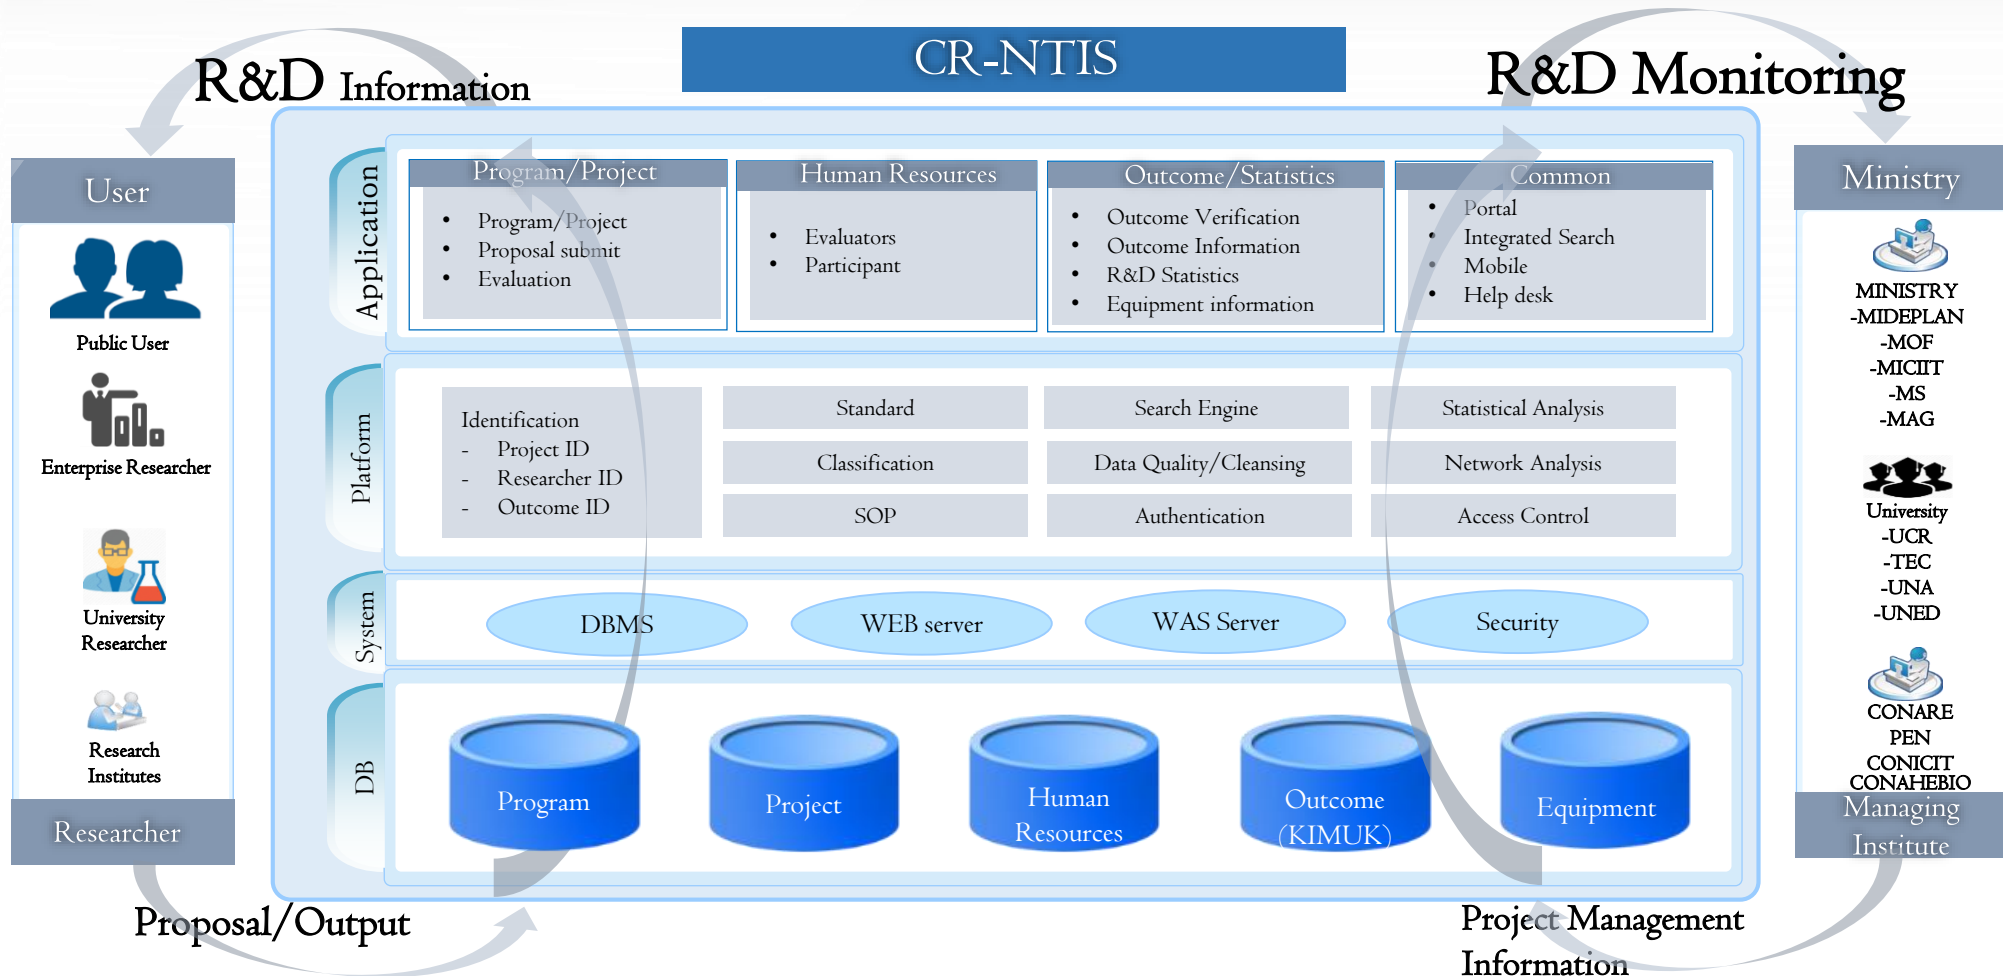 CR-NTIS
R&D Information
R&D Monitoring
User
Public User
Enterprise Researcher
University
Researcher
Research
Institutes
Researcher
Proposal/Output
Application
Program/Project
• Program/Project
• Proposal submit
• Evaluation
Human Resources
• Evaluators
• Participant
Outcome/Statistics
• Outcome Verification
• Outcome Information
• R&D Statistics
• Equipment information
Common
• Portal
• Integrated Search
• Mobile
• Help desk
Platform
Identification
- Project ID
- Researcher ID
- Outcome ID
Standard
Classification
SOP
Search Engine
Data Quality/Cleansing
Authentication
Statistical Analysis
Network Analysis
Access Control
System
DBMS
WEB server
WAS Server
Security
DB
Program
Project
Human
Resources
Outcome
(KIMUK)
Equipment
Ministry
MINISTRY
-MIDEPLAN
-MOF
-MICIIT
-MS
-MAG
University
-UCR
-TEC
-UNA
-UNED
CONARE
PEN
CONICIT
CONAHEBIO
Managing
Institute
Project Management
Information